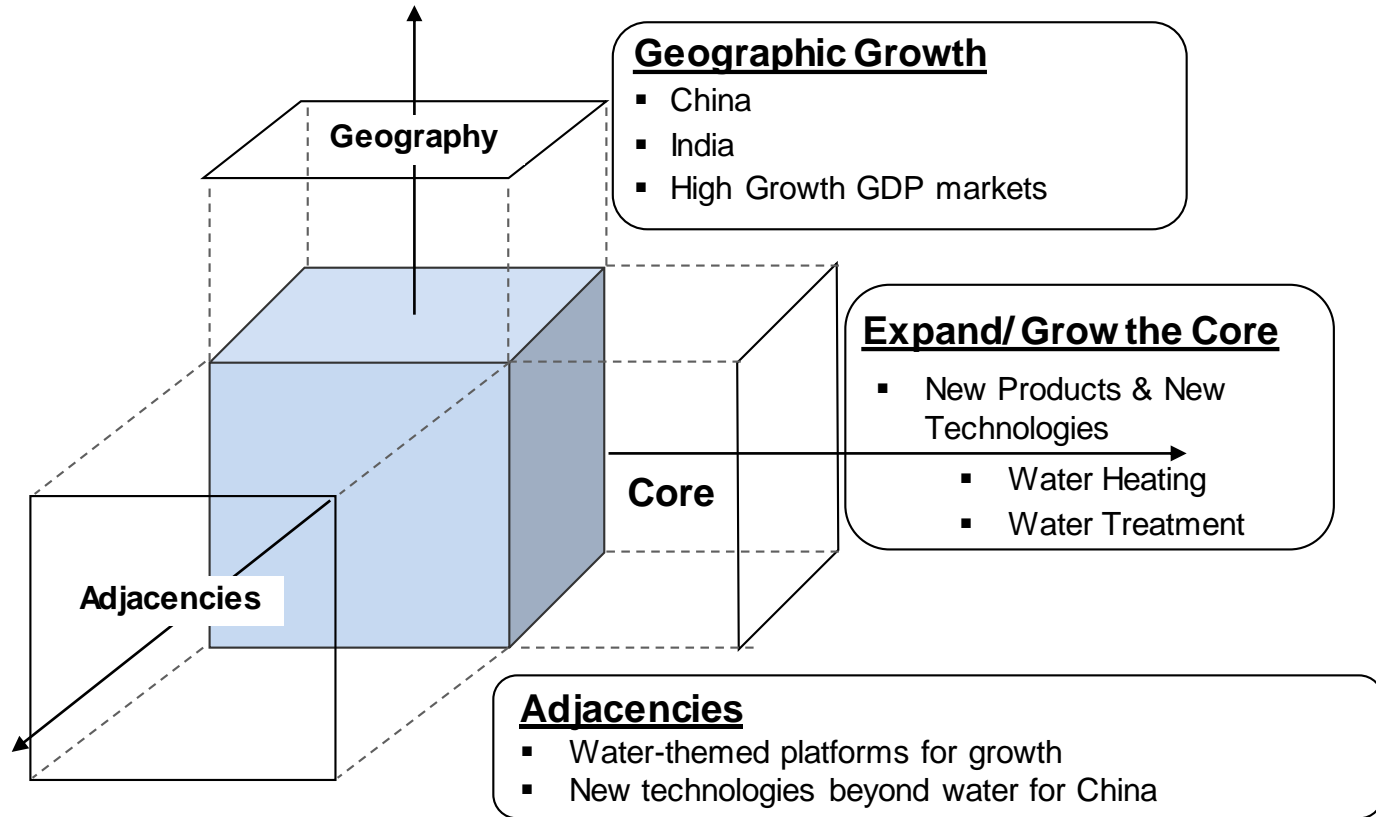 Geographic Growth
▪ China
▪ India
▪ High Growth GDP markets
Geography
Expand/ Grow the Core
▪ New Products & New
Technologies
▪ Water Heating
▪ Water Treatment
Core
Adjacencies
Adjacencies
▪ Water-themed platforms for growth
▪ New technologies beyond water for China